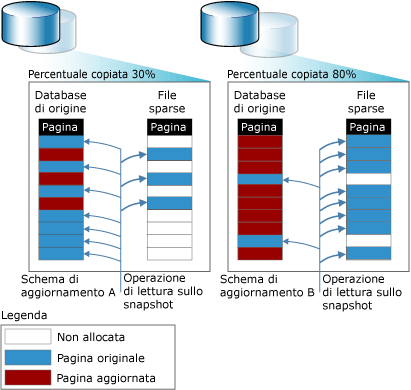 Percentuale copiata 30%
Database
di origine
File
sparse
Pagina
Pagina
Schema di
aggiornamento A
Operazione
di lettura sullo
snapshot
Percentuale copiata 80%
Database
di origine
File
sparse
Pagina
Pagina
Schema di
aggiornamento B
Operazione
di lettura sullo
snapshot
Legenda
Non allocata
Pagina originale
Pagina aggiornata